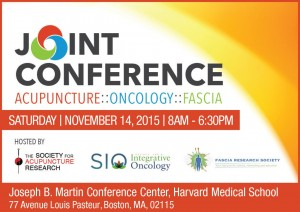 JOINT
CONFERENCE
ACUPUNCTURE::ONCOLOGY::FASCIA
SATURDAY | NOVEMBER 14, 2015 | 8AM - 6:30PM
HOSTED BY
THE SOCIETY FOR
ACUPUNCTURE
RESEARCH
SIO Integrative
Oncology
FASCIA RESEARCH SOCIETY
Joseph B. Martin Conference Center, Harvard Medical School
77 Avenue Louis Pasteur, Boston, MA, 02115